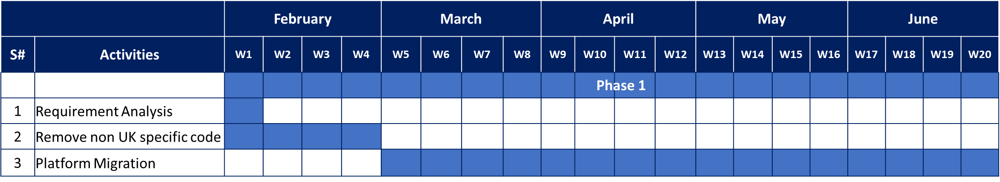 February March April May June
S# Activities W1 W2 W3 W4 W5 W6 W7 W8 W9 W10 W11 W12 W13 W14 W15 W16 W17 W18 W19 W20
Phase 1
1 Requirement Analysis
2 Remove non UK specific code
3 Platform Migration